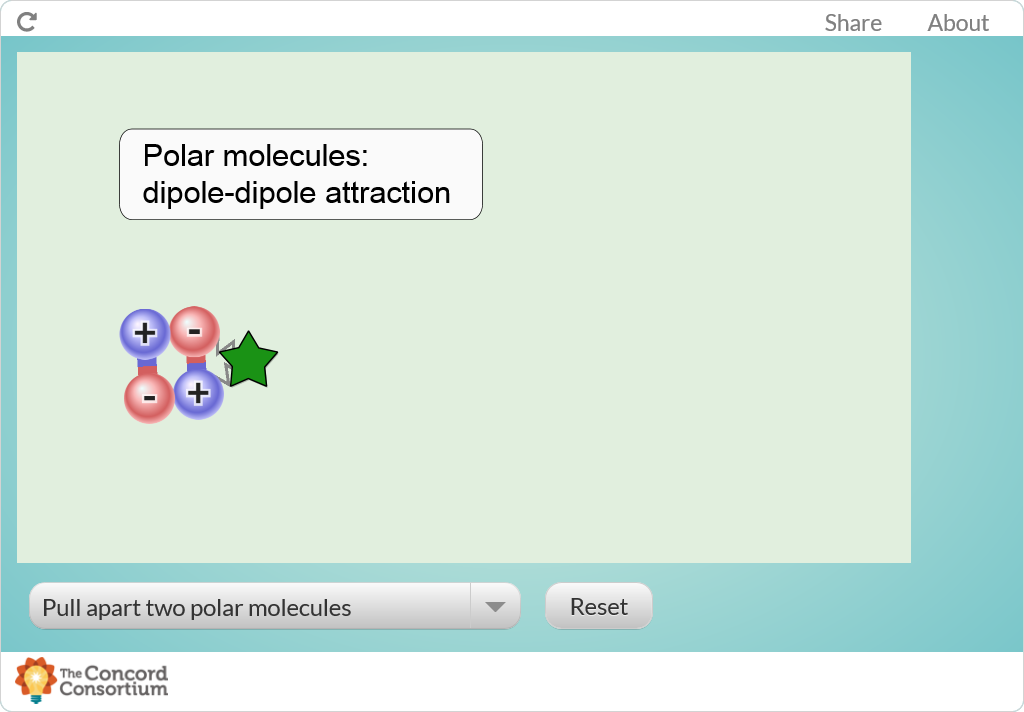 Share About
Polar molecules:
dipole-dipole attraction
+ -
- +
Pull apart two polar molecules
Reset
The Concord
Consortium